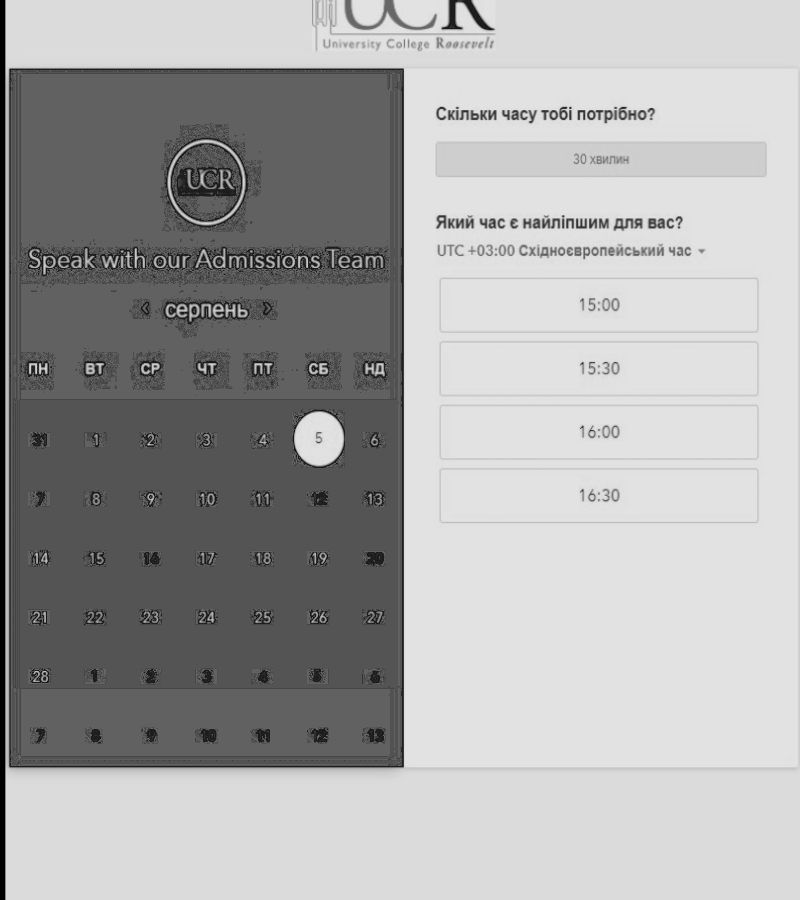 UCR
University College Roosevelt
UCR
Speak with our Admissions Team
‹ серпень ›
ПН ВТ СР ЧТ ПТ СБ НД
31 1 2 3 4 5 6
7 8 9 10 11 12 13
14 15 16 17 18 19 20
21 22 23 24 25 26 27
28 1 2 3 4 5 6
7 8 9 10 11 12 13
Скільки часу тобі потрібно?
30 хвилин
Який час є найліпшим для вас?
UTC +03:00 Східноєвропейський час
15:00
15:30
16:00
16:30